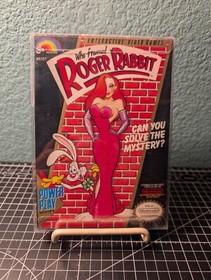 INTERACTIVE VIDEO GAMES
Who Framed
ROGER RABBIT
CAN YOU
SOLVE THE
MYSTERY?
POWER
PLAY